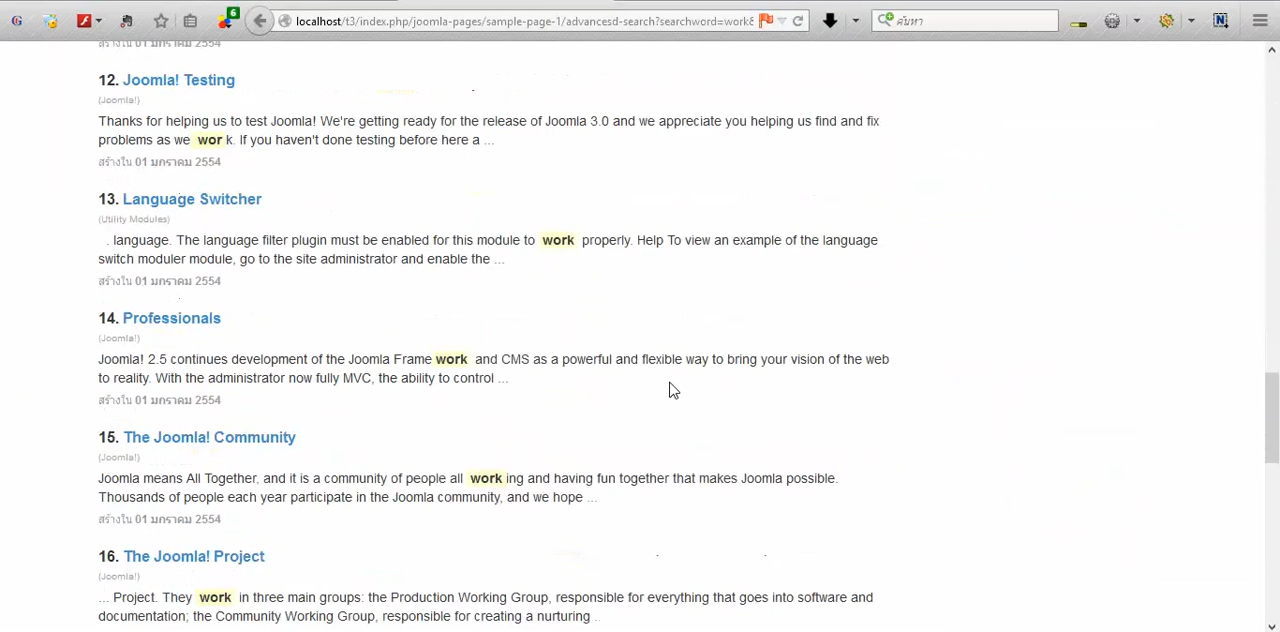 6
localhost/t3/index.php/joomla-pages/sample-page-1/advancesd-search?searchword=work&
ค้นหา
สร้างใน 01 มกราคม 2554
12. Joomla! Testing
(Joomla!)
Thanks for helping us to test Joomla! We're getting ready for the release of Joomla 3.0 and we appreciate you helping us find and fix
problems as we work. If you haven't done testing before here a ...
สร้างใน 01 มกราคม 2554
13. Language Switcher
(Utility Modules)
. language. The language filter plugin must be enabled for this module to work properly. Help To view an example of the language
switch moduler module, go to the site administrator and enable the ...
สร้างใน 01 มกราคม 2554
14. Professionals
(Joomla!)
Joomla! 2.5 continues development of the Joomla Frame work and CMS as a powerful and flexible way to bring your vision of the web
to reality. With the administrator now fully MVC, the ability to control ...
สร้างใน 01 มกราคม 2554
15. The Joomla! Community
(Joomla!)
Joomla means All Together, and it is a community of people all working and having fun together that makes Joomla possible.
Thousands of people each year participate in the Joomla community, and we hope ...
สร้างใน 01 มกราคม 2554
16. The Joomla! Project
(Joomla!)
... Project. They work in three main groups: the Production Working Group, responsible for everything that goes into software and
documentation; the Community Working Group, responsible for creating a nurturing ..